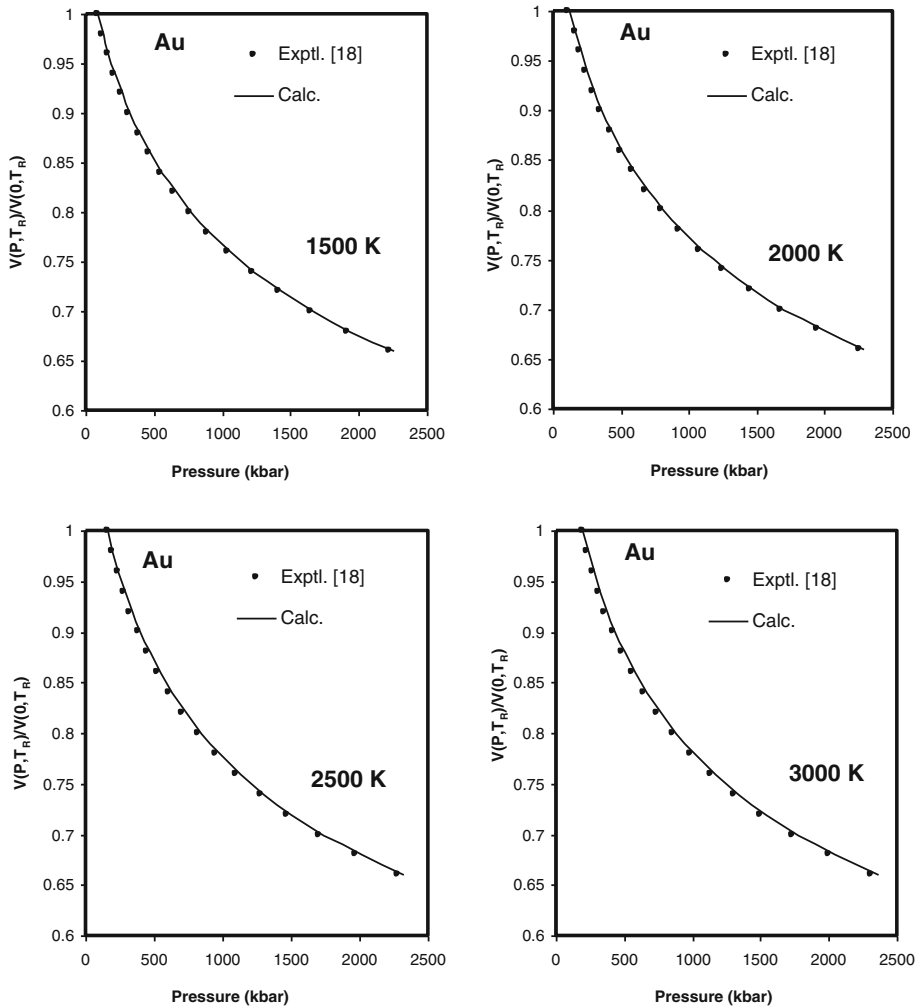 Au
Exptl. [18]
Calc.
1500 K
V(P,T_R)/V(0,T_R)
1
0.95
0.9
0.85
0.8
0.75
0.7
0.65
0.6
0 500 1000 1500 2000 2500
Pressure (kbar)
Au
Exptl. [18]
Calc.
2000 K
V(P,T_R)/V(0,T_R)
1
0.95
0.9
0.85
0.8
0.75
0.7
0.65
0.6
0 500 1000 1500 2000 2500
Pressure (kbar)
Au
Exptl. [18]
Calc.
2500 K
V(P,T_R)/V(0,T_R)
1
0.95
0.9
0.85
0.8
0.75
0.7
0.65
0.6
0 500 1000 1500 2000 2500
Pressure (kbar)
Au
Exptl. [18]
Calc.
3000 K
V(P,T_R)/V(0,T_R)
1
0.95
0.9
0.85
0.8
0.75
0.7
0.65
0.6
0 500 1000 1500 2000 2500
Pressure (kbar)